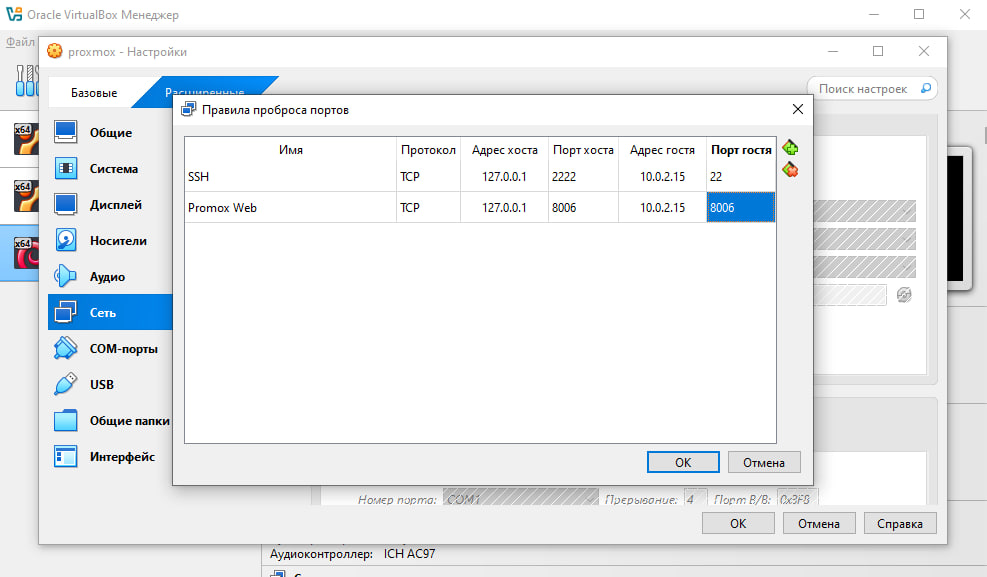 Oracle VirtualBox Менеджер
Файл
proxmox - Настройки
Базовые
Расширенные
Поиск настроек
Правила проброса портов
Имя Протокол Адрес хоста Порт хоста Адрес гостя Порт гостя
SSH TCP 127.0.0.1 2222 10.0.2.15 22
Promox Web TCP 127.0.0.1 8006 10.0.2.15 8006
x64
Общие
x64
Система
Дисплей
x64
Носители
Аудио
Сеть
COM-порты
USB
Общие папки
Интерфейс
OK Отмена
Номер порта: COM1 Прерывание: 4 Порт В/В: 0x3F8
OK Отмена Справка
Аудиоконтроллер: ICH AC97